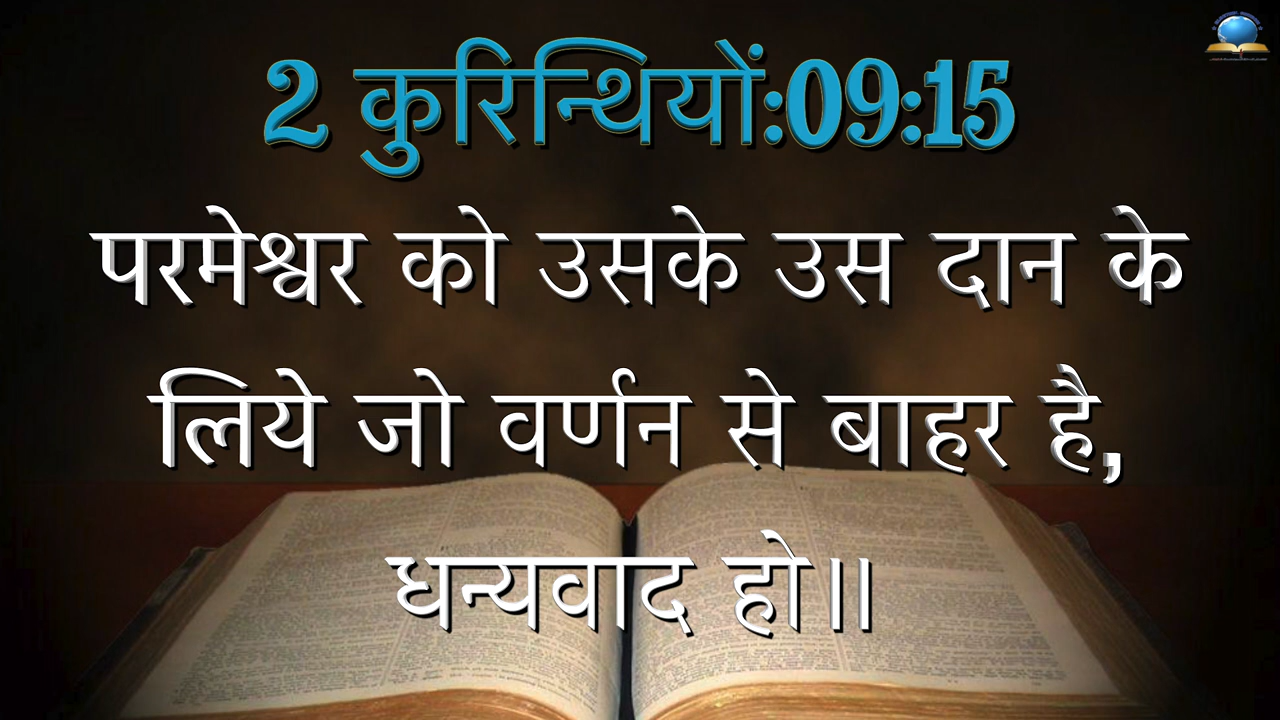 2 कुरिन्थियों:09:15
परमेश्वर को उसके उस दान के
लिये जो वर्णन से बाहर है,
धन्यवाद हो॥